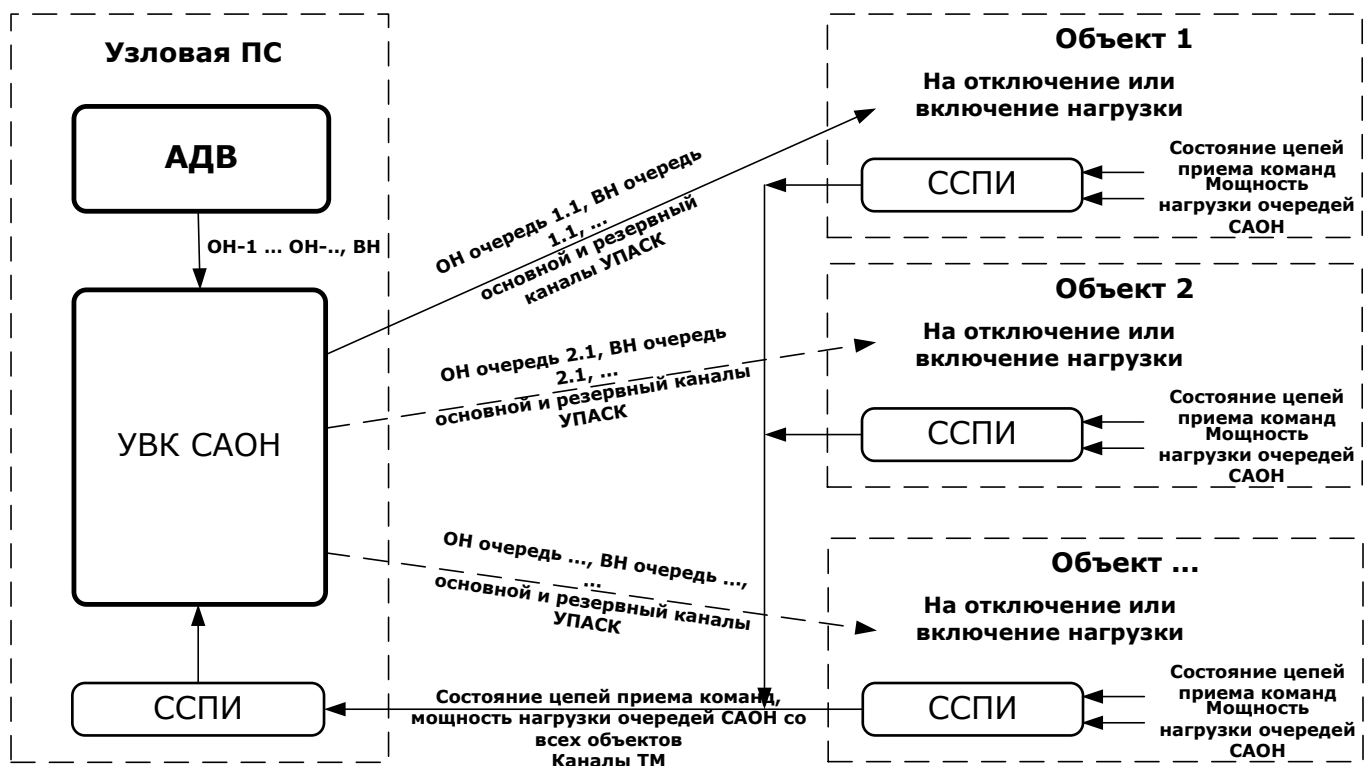 Узловая ПС
АДВ
ОН-1 ... ОН-.., ВН
УВК САОН
ССПИ
ОН очередь 1.1, ВН очередь
1.1, ...
основной и резервный
каналы УПАСК
ОН очередь 2.1, ВН очередь
2.1, ...
основной и резервный каналы
УПАСК
ОН очередь ..., ВН очередь ...,
...
основной и резервный каналы
УПАСК
Состояние цепей приема команд,
мощность нагрузки очередей САОН со
всех объектов
Каналы ТМ
Объект 1
На отключение или
включение нагрузки
ССПИ
Состояние цепей
приема команд
Мощность
нагрузки очередей
САОН
Объект 2
На отключение или
включение нагрузки
ССПИ
Состояние цепей
приема команд
Мощность
нагрузки очередей
САОН
Объект ...
На отключение или
включение нагрузки
ССПИ
Состояние цепей
приема команд
Мощность
нагрузки очередей
САОН